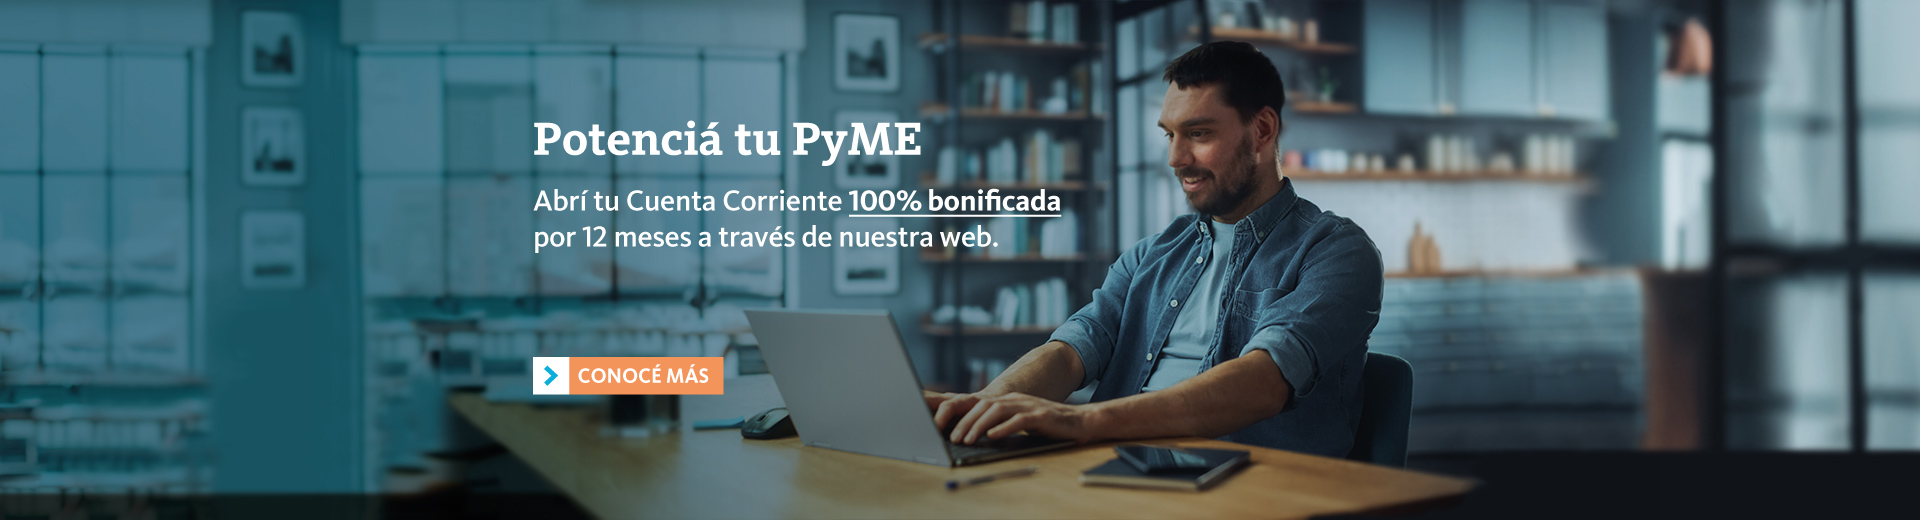 Potenciá tu PyME
Abrí tu Cuenta Corriente 100% bonificada
por 12 meses a través de nuestra web.
CONOCÉ MÁS